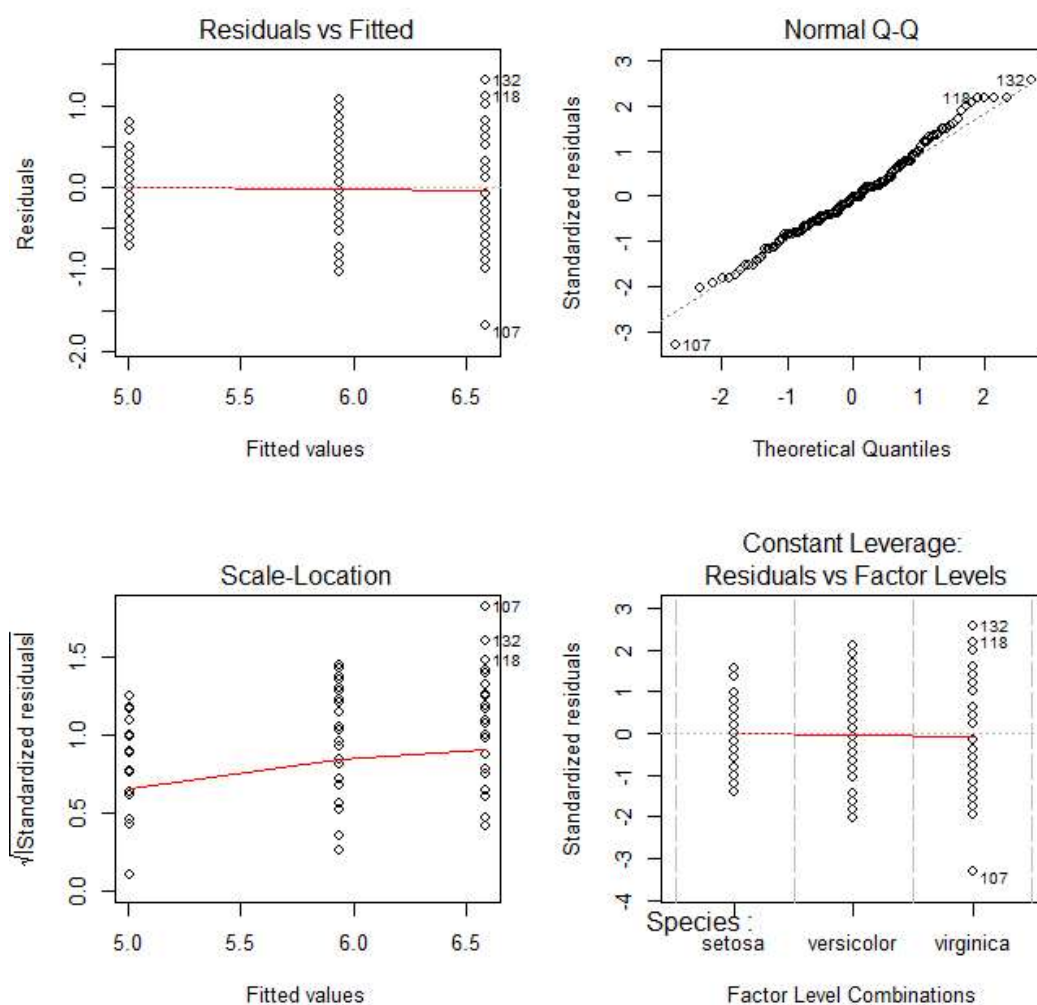 Residuals vs Fitted
Residuals
1.0
0.0
-1.0
-2.0
132
118
107
5.0 5.5 6.0 6.5
Fitted values
Normal Q-Q
Standardized residuals
3
2
1
0
-1
-2
-3
132
118
107
-2 -1 0 1 2
Theoretical Quantiles
Scale-Location
√|Standardized residuals|
1.5
1.0
0.5
0.0
107
132
118
5.0 5.5 6.0 6.5
Fitted values
Constant Leverage:
Residuals vs Factor Levels
Standardized residuals
3
2
1
0
-1
-2
-3
-4
132
118
107
Species :
setosa versicolor virginica
Factor Level Combinations